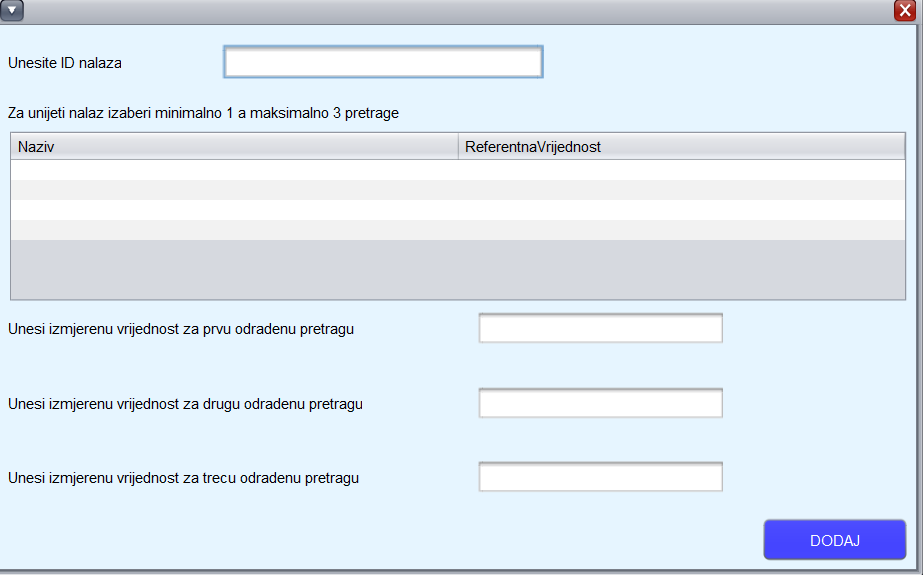 Unesite ID nalaza
Za unijeti nalaz izaberi minimalno 1 a maksimalno 3 pretrage
Naziv ReferentnaVrijednost
Unesi izmjerenu vrijednost za prvu odradenu pretragu
Unesi izmjerenu vrijednost za drugu odradenu pretragu
Unesi izmjerenu vrijednost za trecu odradenu pretragu
DODAJ